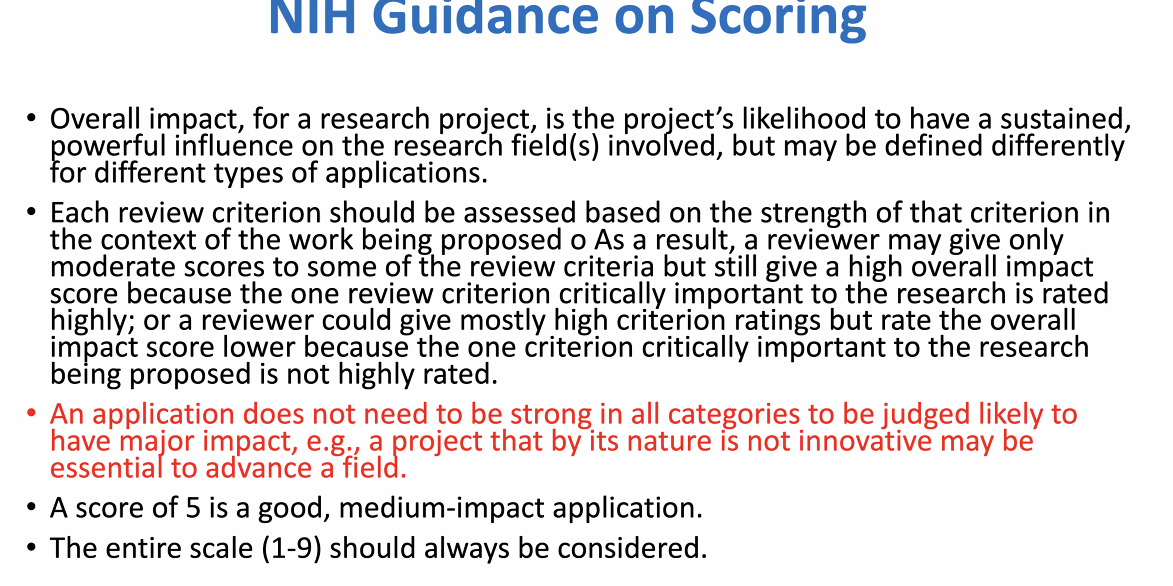 NIH Guidance on Scoring
• Overall impact, for a research project, is the project’s likelihood to have a sustained,
powerful influence on the research field(s) involved, but may be defined differently
for different types of applications.
• Each review criterion should be assessed based on the strength of that criterion in
the context of the work being proposed o As a result, a reviewer may give only
moderate scores to some of the review criteria but still give a high overall impact
score because the one review criterion critically important to the research is rated
highly; or a reviewer could give mostly high criterion ratings but rate the overall
impact score lower because the one criterion critically important to the research
being proposed is not highly rated.
• An application does not need to be strong in all categories to be judged likely to
have major impact, e.g., a project that by its nature is not innovative may be
essential to advance a field.
• A score of 5 is a good, medium-impact application.
• The entire scale (1-9) should always be considered.